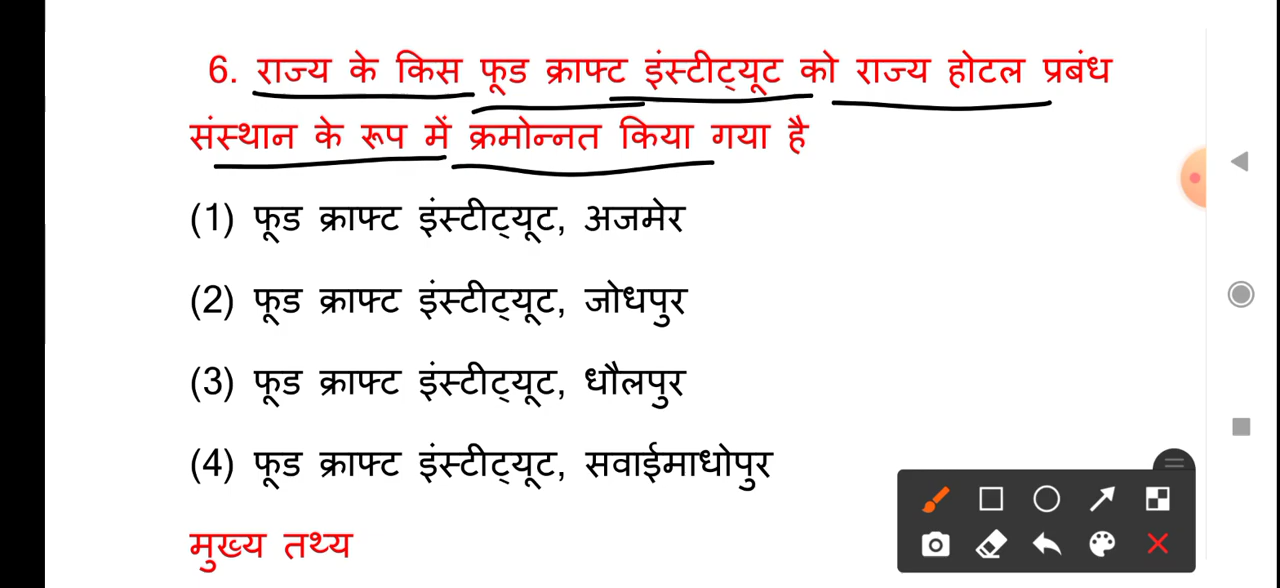 6. राज्य के किस फूड क्राफ्ट इंस्टीट्यूट को राज्य होटल प्रबंध
संस्थान के रूप में क्रमोन्नत किया गया है
(1) फूड क्राफ्ट इंस्टीट्यूट, अजमेर
(2) फूड क्राफ्ट इंस्टीट्यूट, जोधपुर
(3) फूड क्राफ्ट इंस्टीट्यूट, धौलपुर
(4) फूड क्राफ्ट इंस्टीट्यूट, सवाईमाधोपुर
मुख्य तथ्य